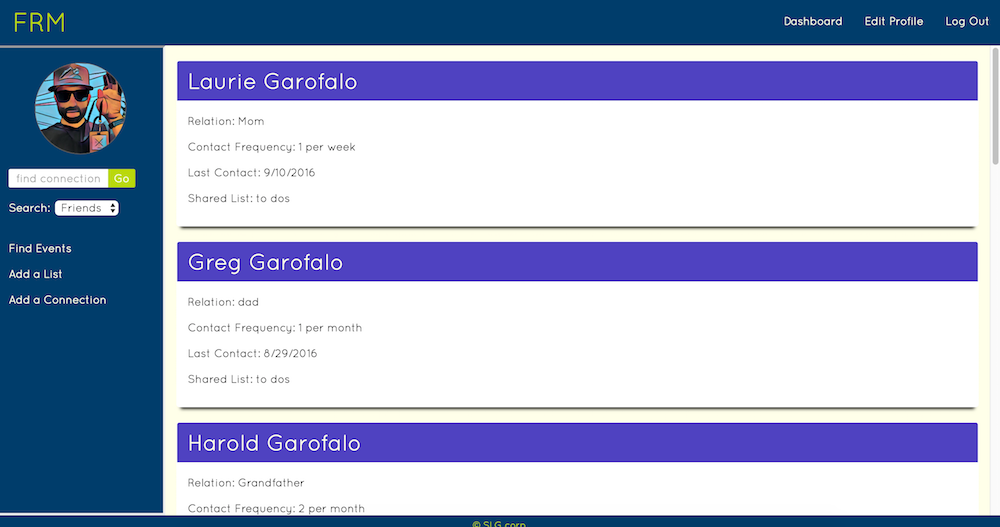 FRM
Dashboard Edit Profile Log Out
find connection Go
Search: Friends
Find Events
Add a List
Add a Connection
Laurie Garofalo
Relation: Mom
Contact Frequency: 1 per week
Last Contact: 9/10/2016
Shared List: to dos
Greg Garofalo
Relation: dad
Contact Frequency: 1 per month
Last Contact: 8/29/2016
Shared List: to dos
Harold Garofalo
Relation: Grandfather
Contact Frequency: 2 per month
© SLG corp